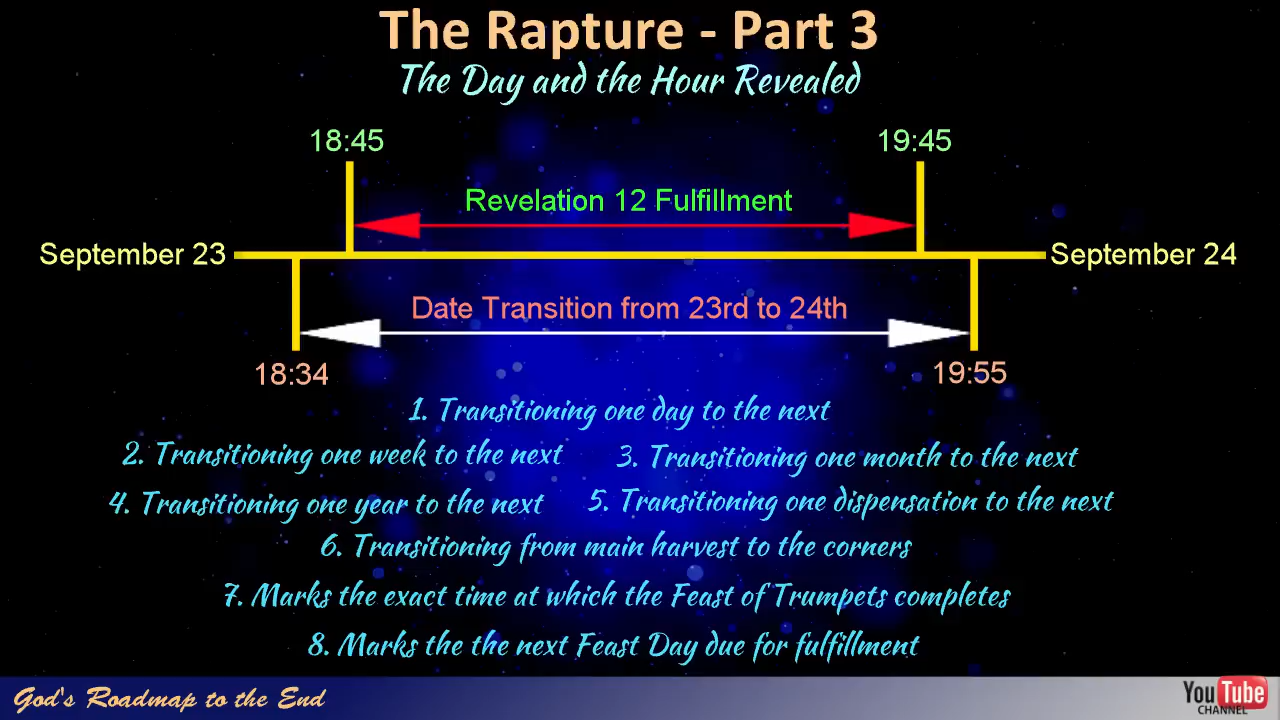 The Rapture - Part 3
The Day and the Hour Revealed
18:45 19:45
Revelation 12 Fulfillment
September 23 September 24
Date Transition from 23rd to 24th
18:34 19:55
1. Transitioning one day to the next
2. Transitioning one week to the next 3. Transitioning one month to the next
4. Transitioning one year to the next 5. Transitioning one dispensation to the next
6. Transitioning from main harvest to the corners
7. Marks the exact time at which the Feast of Trumpets completes
8. Marks the the next Feast Day due for fulfillment
God's Roadmap to the End
YouTube
CHANNEL